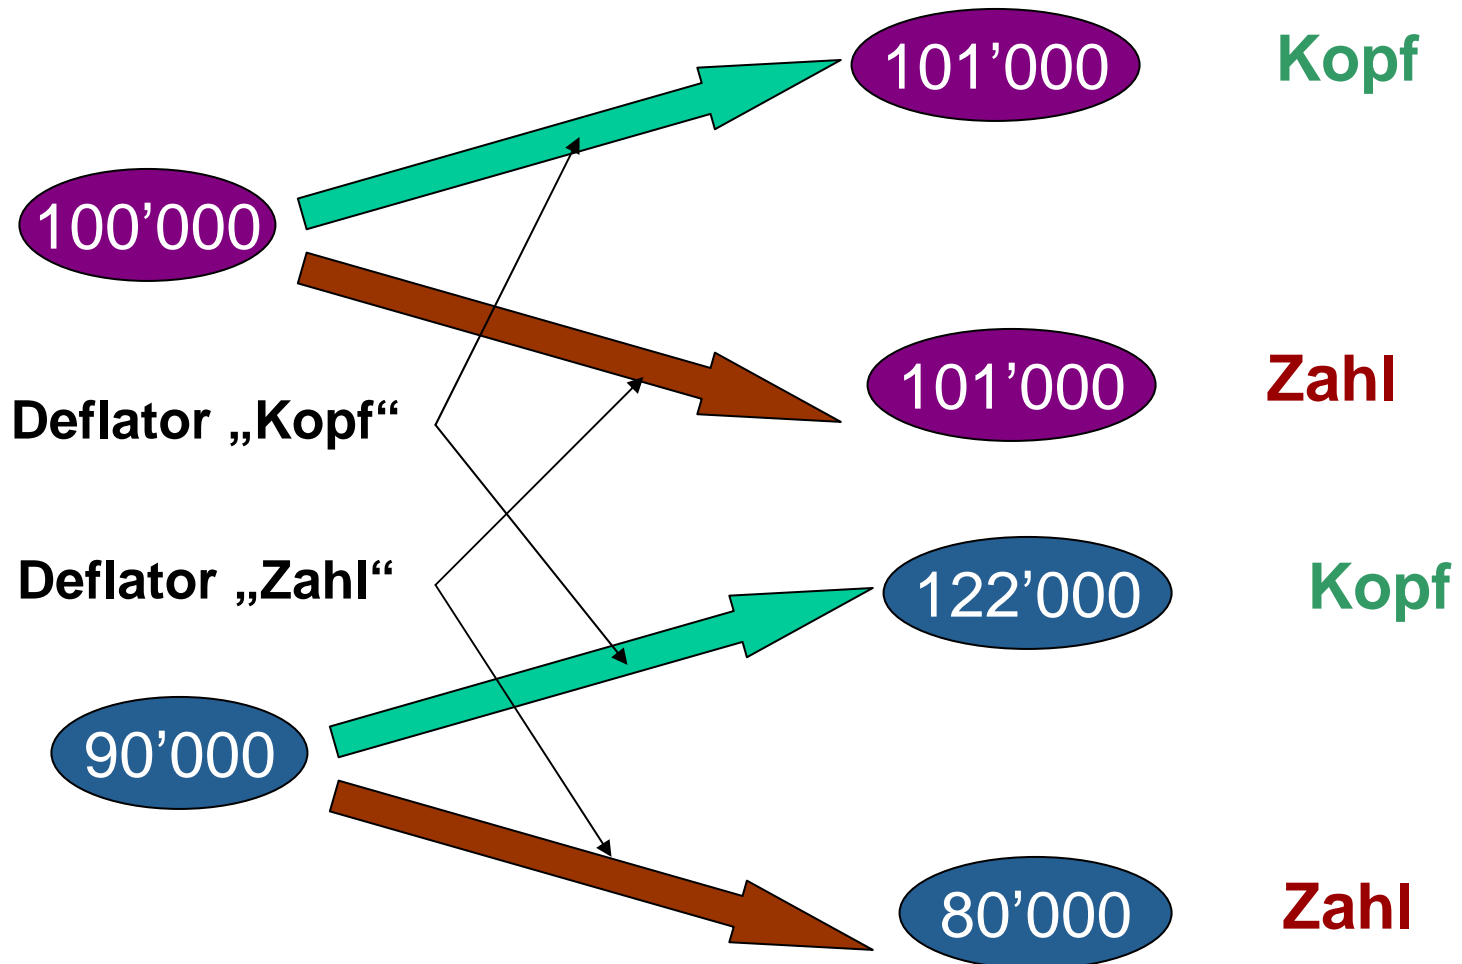 101’000
Kopf
100’000
101’000
Zahl
Deflator „Kopf“
Deflator „Zahl“
122’000
Kopf
90’000
80’000
Zahl